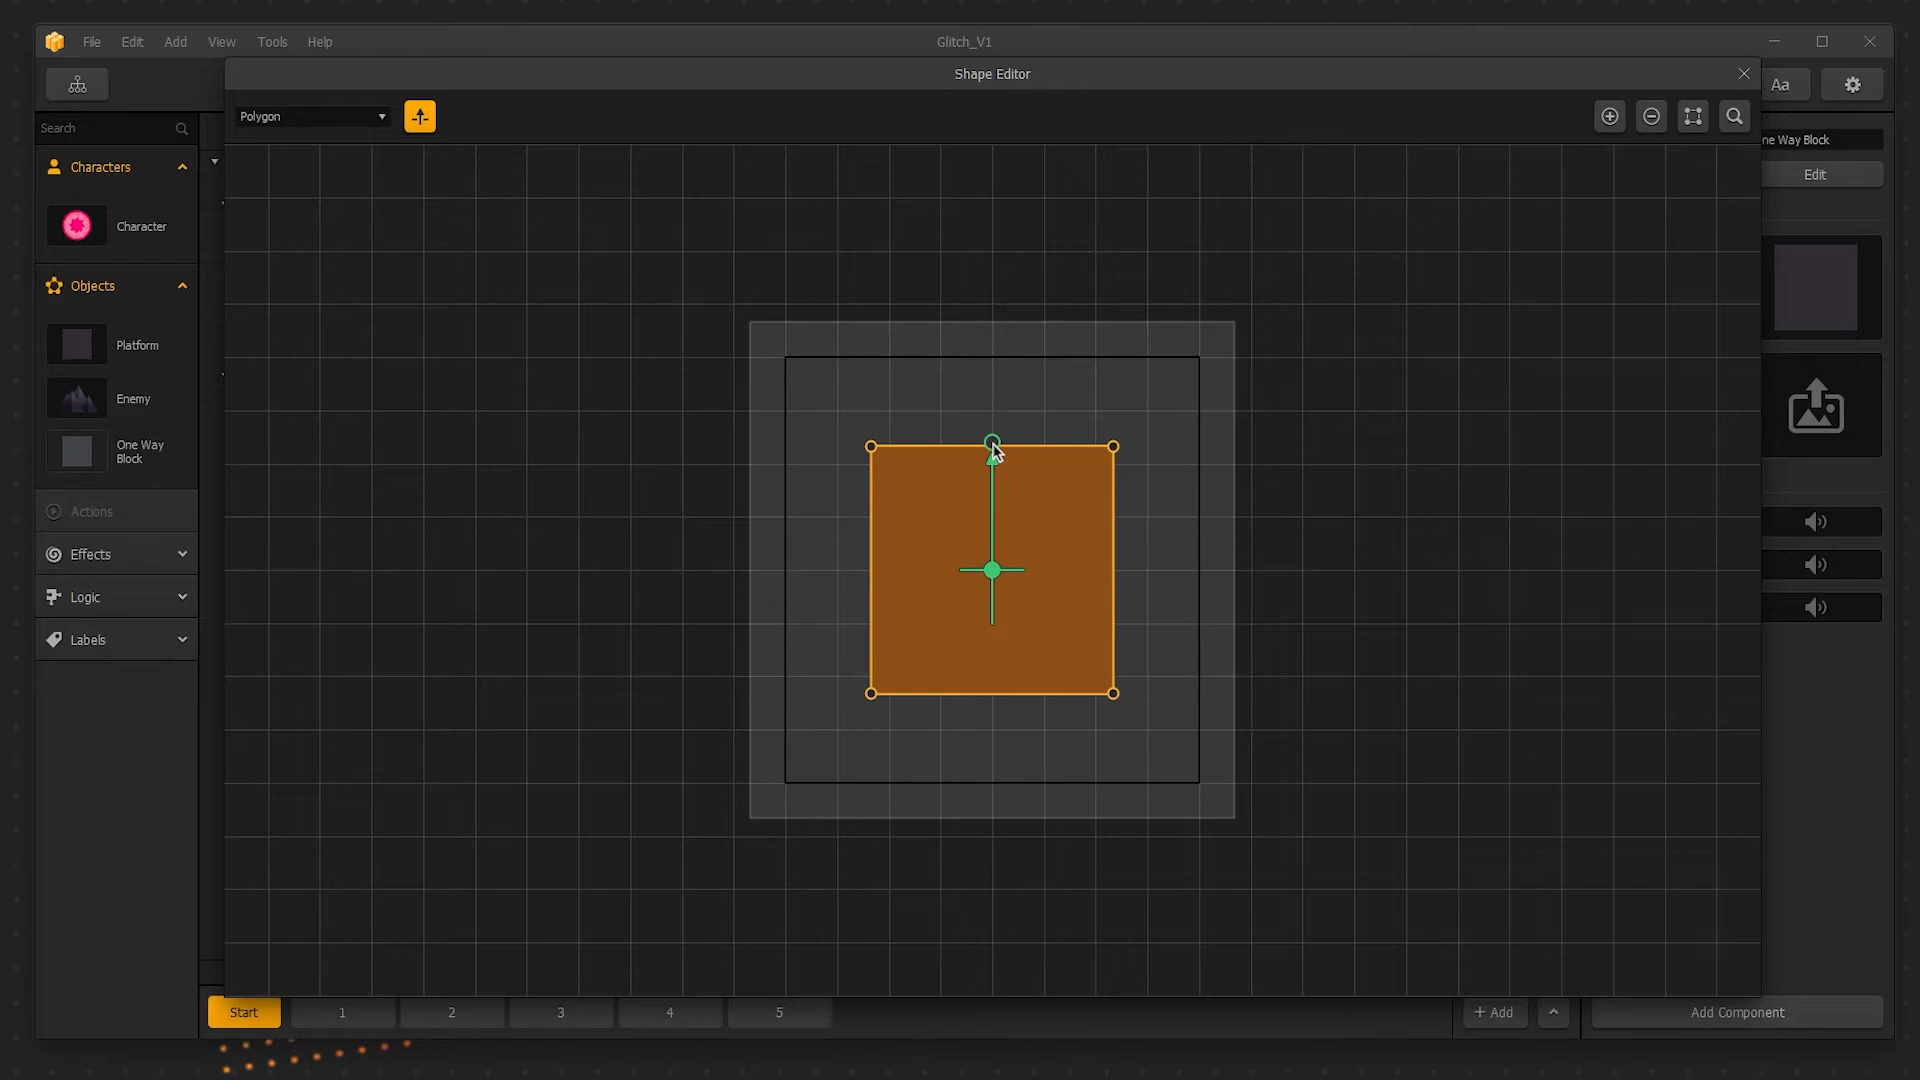 File Edit Add View Tools Help
Glitch_V1
Shape Editor
Aa
Polygon
Search
ne Way Block
Characters
Edit
Character
Objects
Platform
Enemy
One Way
Block
Actions
Effects
Logic
Labels
Start 1 2 3 4 5
+ Add
Add Component